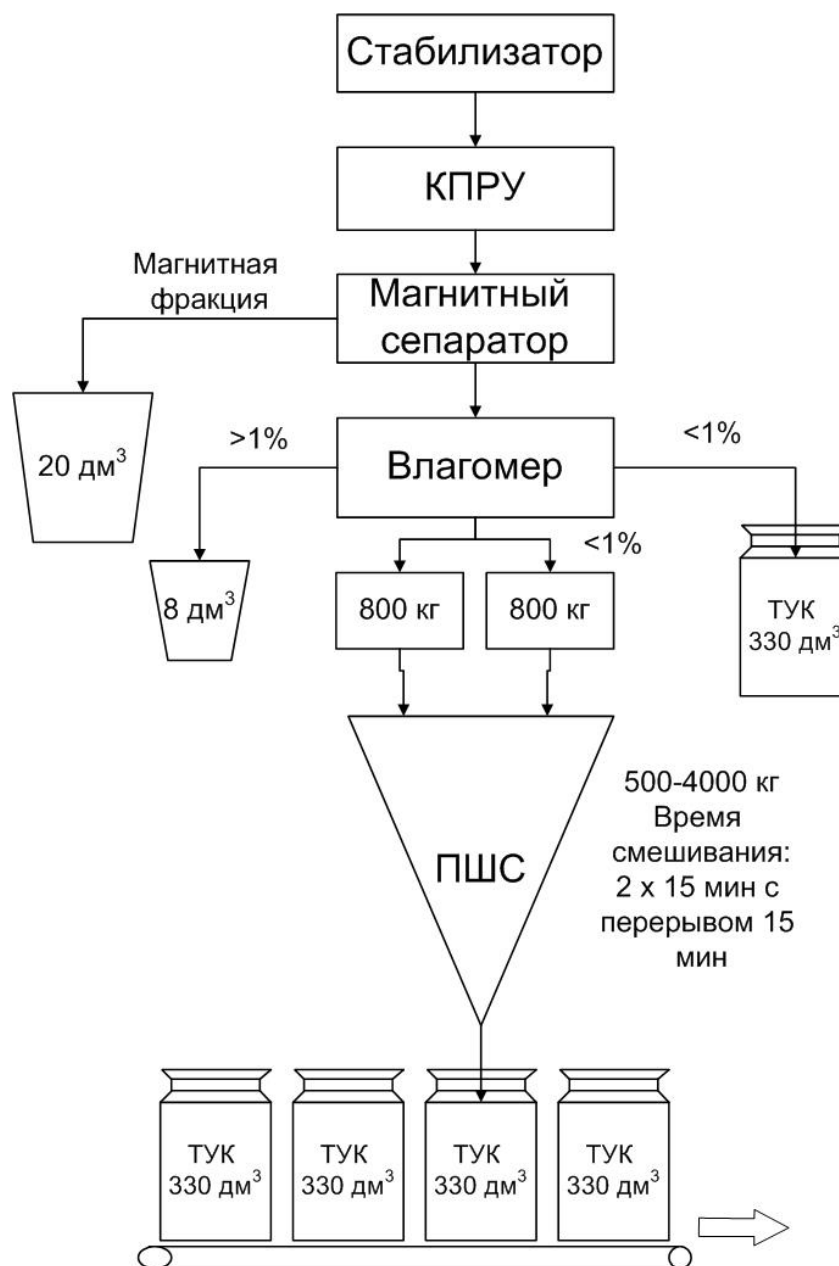 Стабилизатор
КПРУ
Магнитная
фракция
Магнитный
сепаратор
20 дм³
>1%
Влагомер
<1%
8 дм³
<1%
800 кг
800 кг
ТУК
330 дм³
ПШС
500-4000 кг
Время
смешивания:
2 x 15 мин с
перерывом 15
мин
ТУК
330 дм³
ТУК
330 дм³
ТУК
330 дм³
ТУК
330 дм³